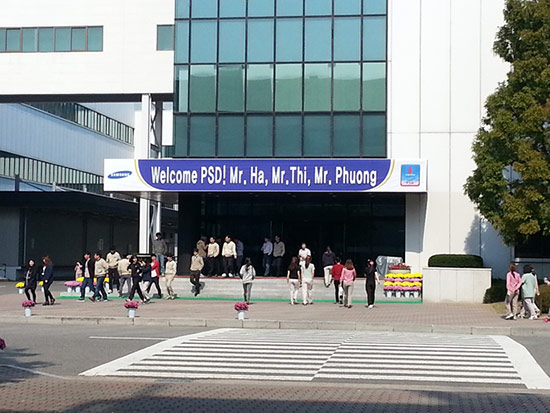 SAMSUNG
Welcome PSD! Mr. Ha, Mr.Thi, Mr. Phuong